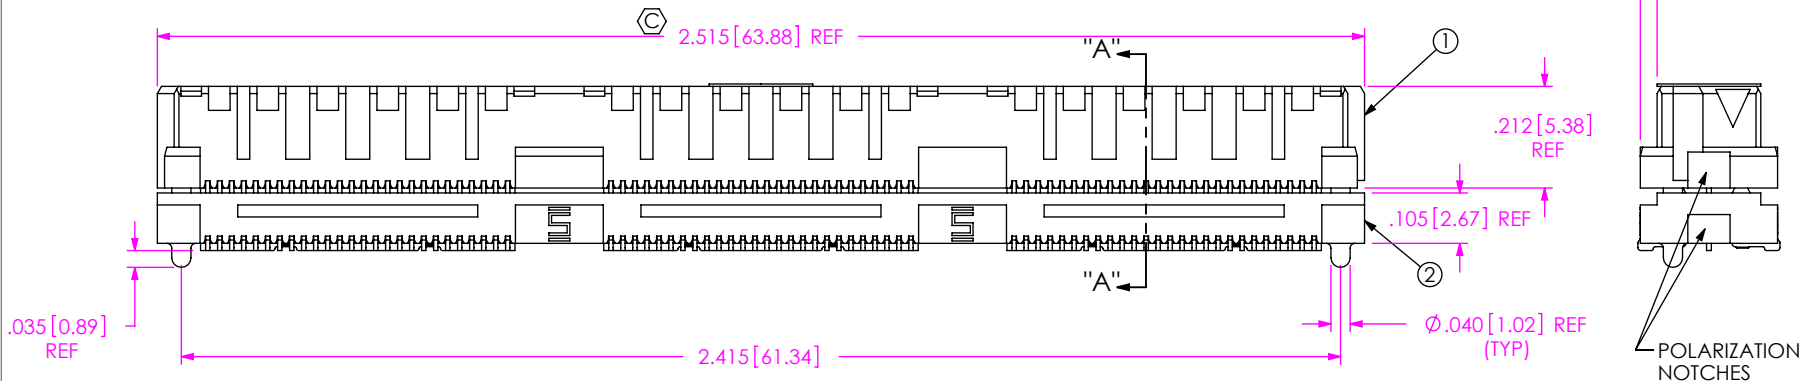 C
2.515[63.88] REF
"A"
1
.212[5.38]
REF
.105[2.67] REF
"A"
2
.035[0.89]
REF
2.415[61.34]
Ø.040[1.02] REF
(TYP)
POLARIZATION
NOTCHES